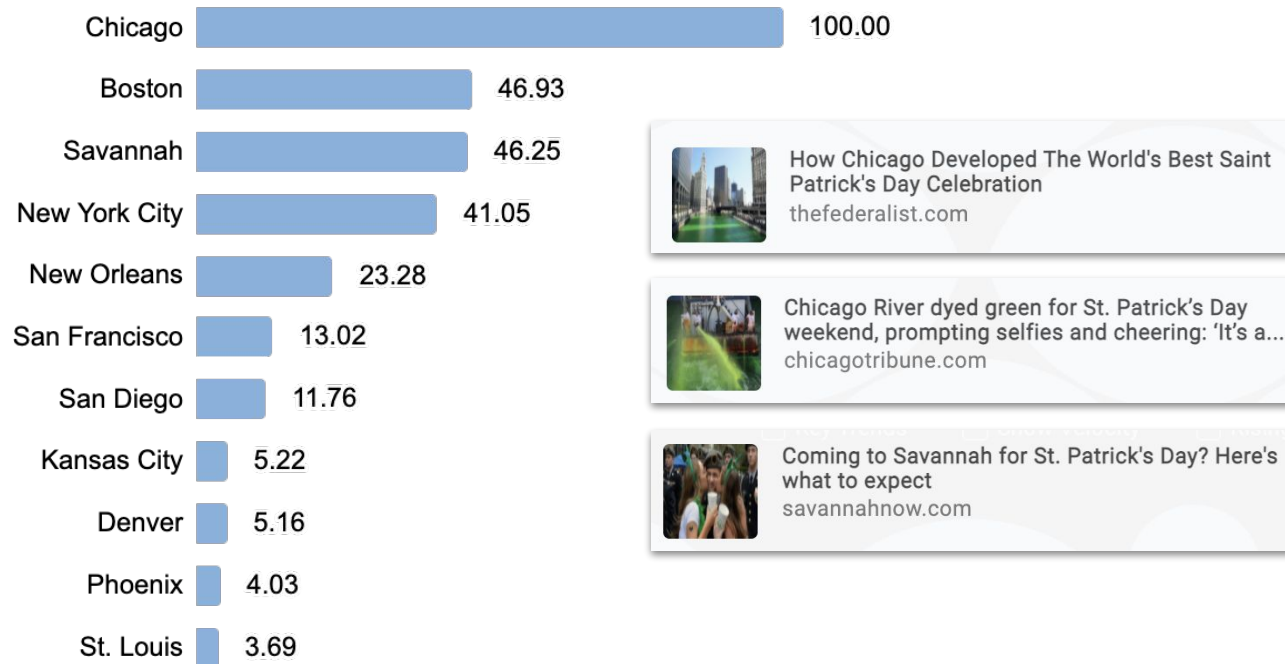 Chicago 100.00
Boston 46.93
Savannah 46.25
New York City 41.05
New Orleans 23.28
San Francisco 13.02
San Diego 11.76
Kansas City 5.22
Denver 5.16
Phoenix 4.03
St. Louis 3.69
How Chicago Developed The World's Best Saint
Patrick's Day Celebration
thefederalist.com
Chicago River dyed green for St. Patrick’s Day
weekend, prompting selfies and cheering: ‘It’s a...
chicagotribune.com
Coming to Savannah for St. Patrick's Day? Here's
what to expect
savannahnow.com